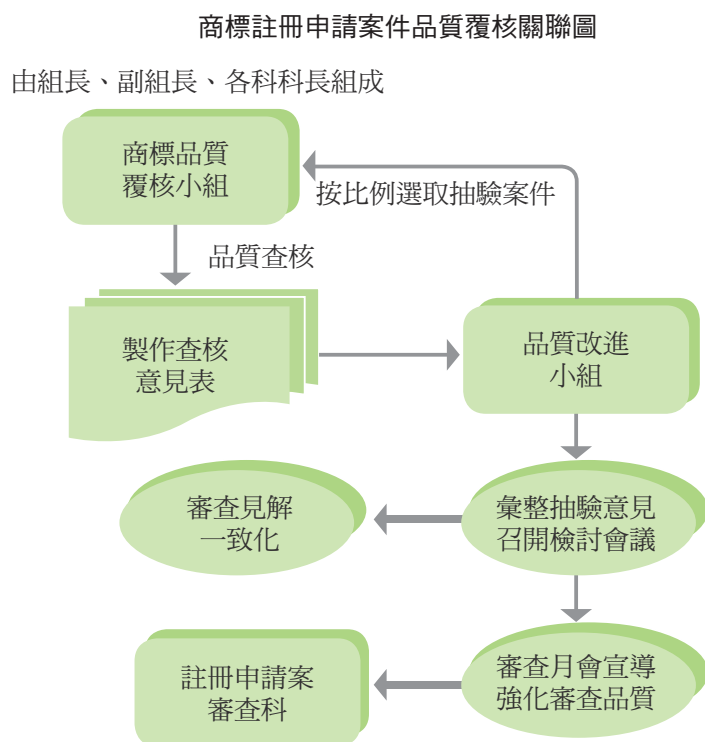 商標註冊申請案件品質覆核關聯圖
由組長、副組長、各科科長組成
商標品質
覆核小組
按比例選取抽驗案件
品質查核
製作查核
意見表
品質改進
小組
審查見解
一致化
彙整抽驗意見
召開檢討會議
註冊申請案
審查科
審查月會宣導
強化審查品質